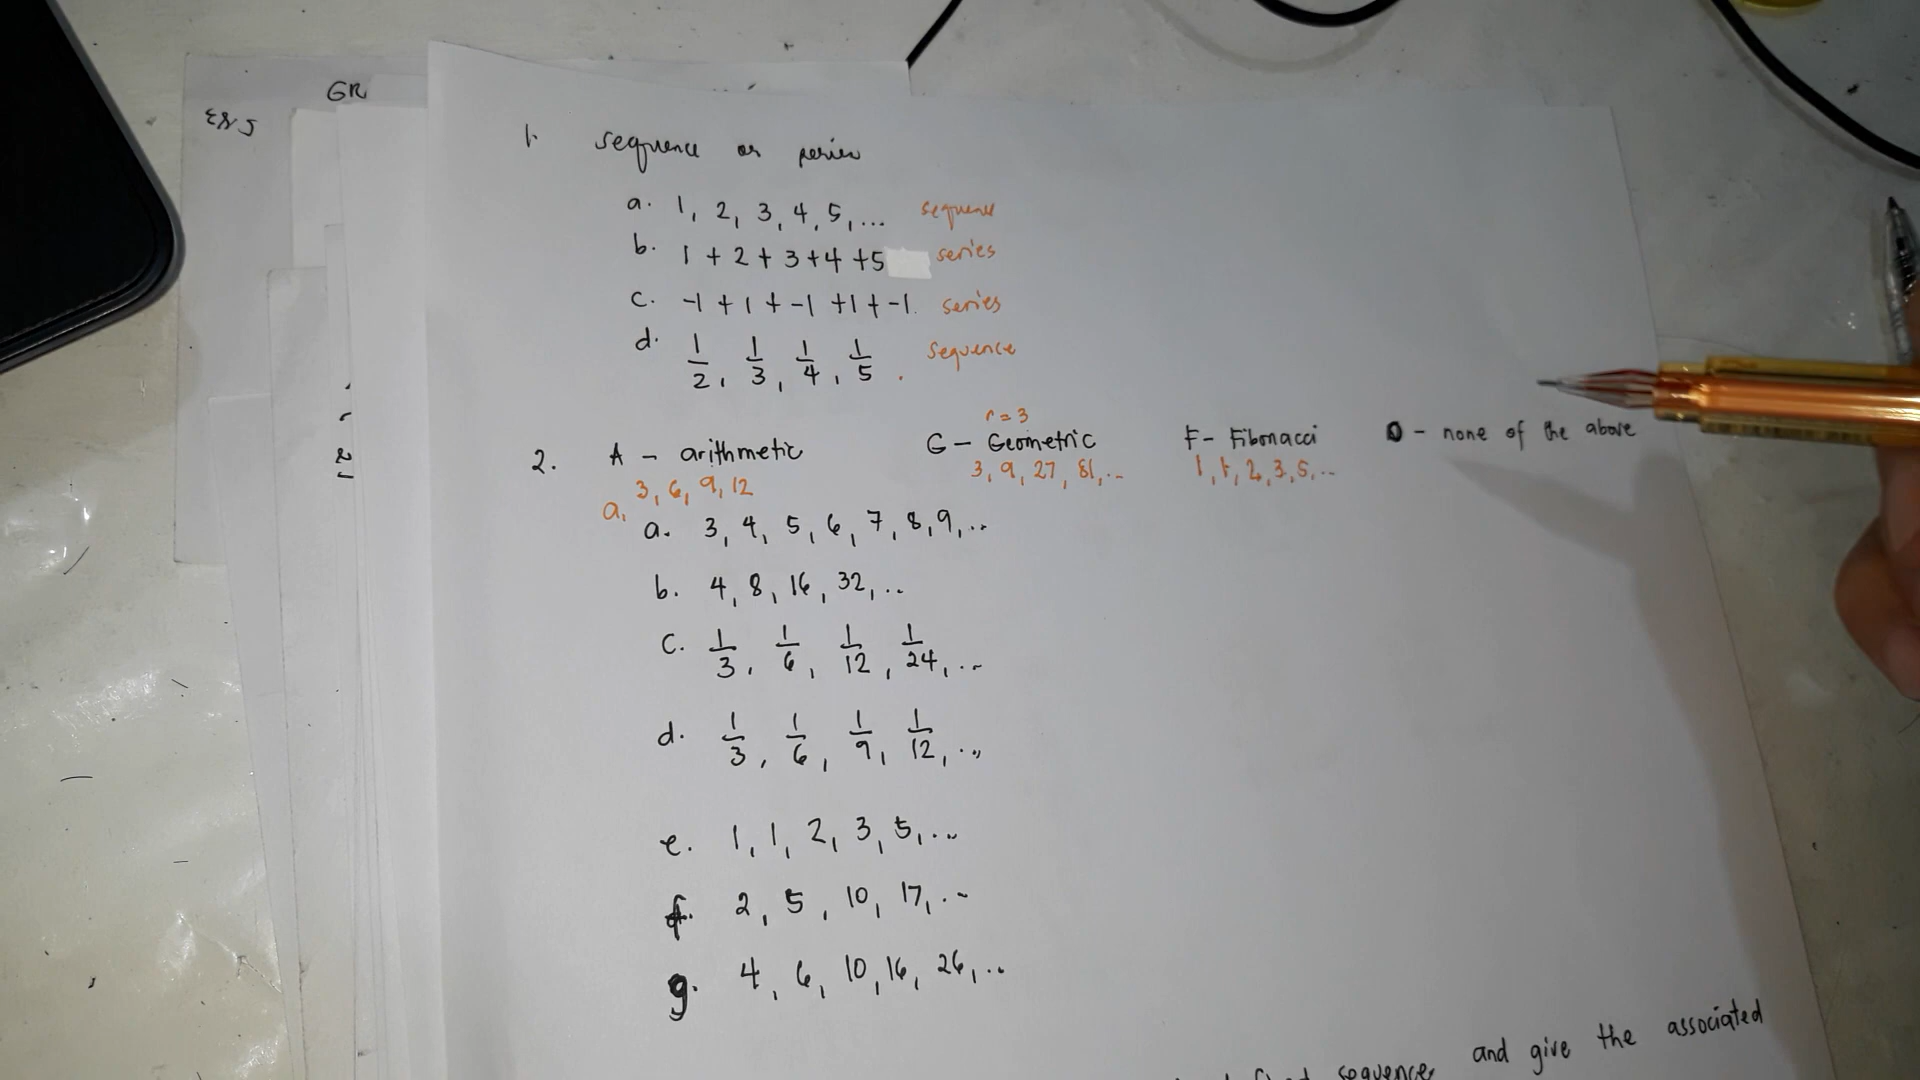 GR
1. sequence or series
a. 1, 2, 3, 4, 5, ... sequence
b. 1 + 2 + 3 + 4 + 5 series
c. -1 + 1 + -1 + 1 + -1. series
d. 1/2, 1/3, 1/4, 1/5. sequence
r = 3
2. A - arithmetic G - Geometric F - Fibonacci O - none of the above
3, 6, 9, 12 3, 9, 27, 81, .. 1, 1, 2, 3, 5, ...
a,
a. 3, 4, 5, 6, 7, 8, 9, ...
b. 4, 8, 16, 32, ...
c. 1/3, 1/6, 1/12, 1/24, ...
d. 1/3, 1/6, 1/9, 1/12, ...
e. 1, 1, 2, 3, 5, ...
f. 2, 5, 10, 17, ...
g. 4, 6, 10, 16, 26, ...
sequence and give the associated